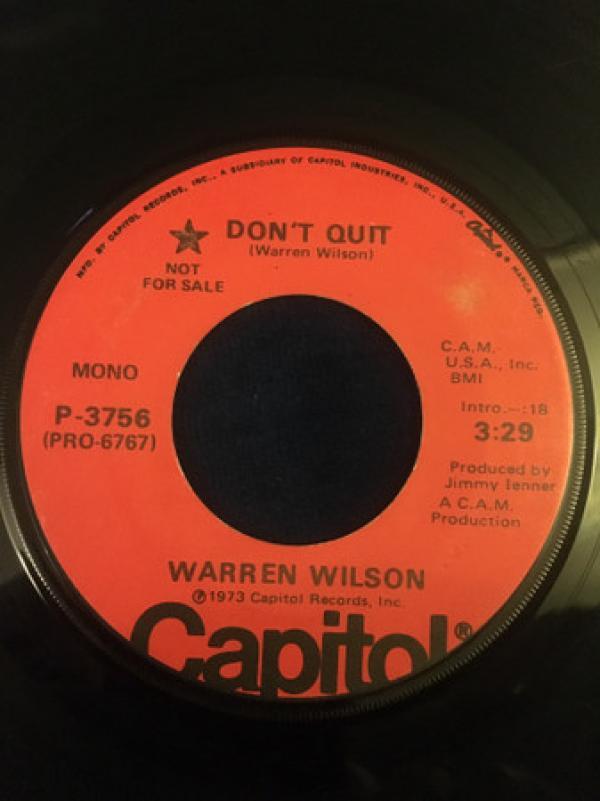 MFD. BY CAPITOL RECORDS, INC., A SUBSIDIARY OF CAPITOL INDUSTRIES, INC., U.S.A.
MARCA REG.
DON'T QUIT
(Warren Wilson)
NOT
FOR SALE
MONO
P-3756
(PRO-6767)
C.A.M.-
U.S.A., Inc.
BMI
Intro.-:18
3:29
Produced by
Jimmy Ienner
A C.A.M.
Production
WARREN WILSON
℗1973 Capitol Records, Inc.
Capitol®